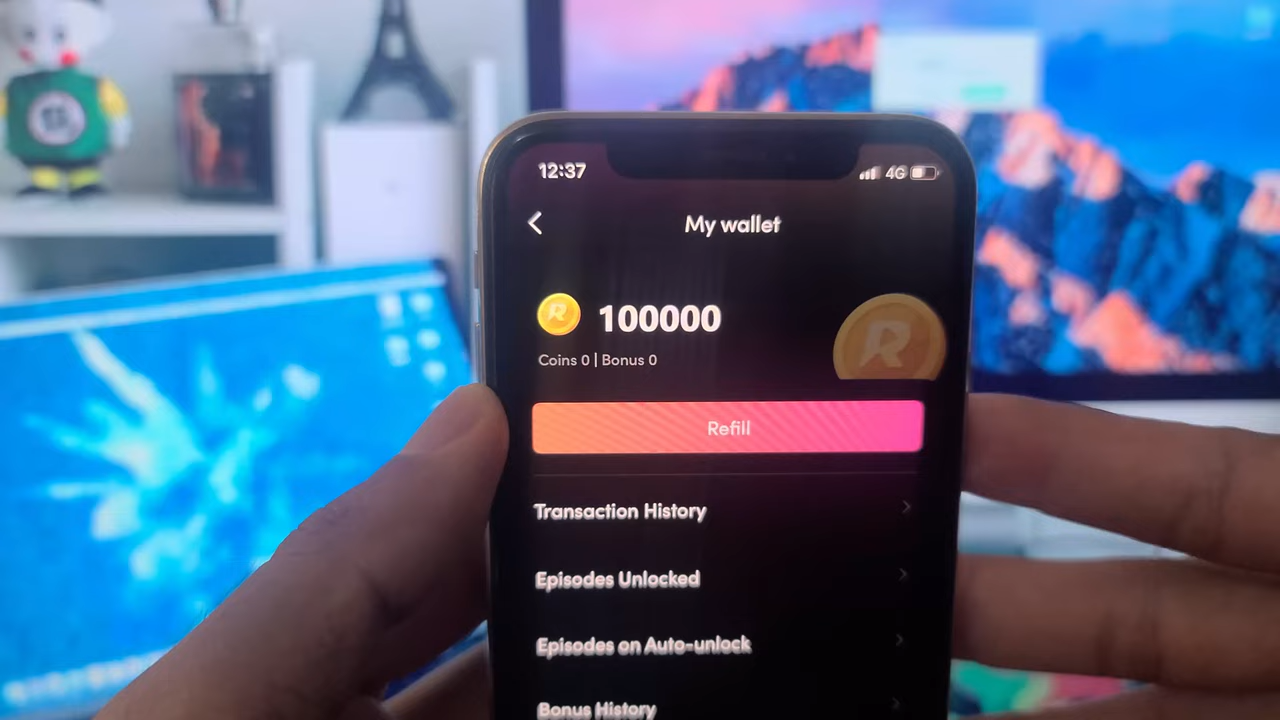 12:37
4G
My wallet
R
100000
R
Coins 0 | Bonus 0
Refill
Transaction History
Episodes Unlocked
Episodes on Auto-unlock
Bonus History